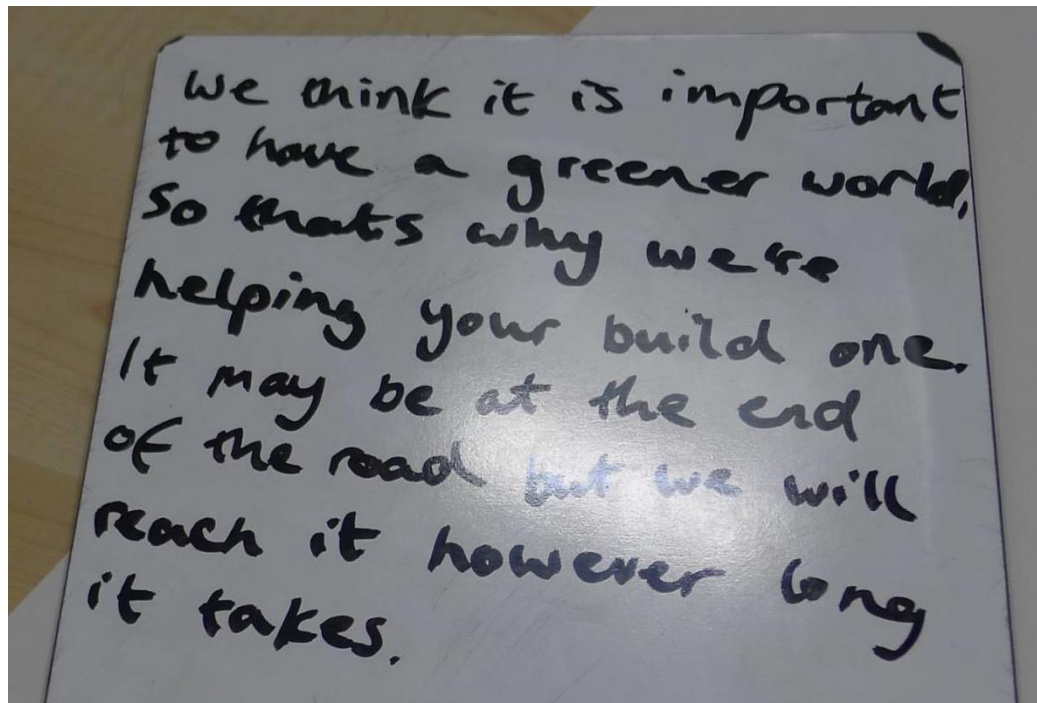 we think it is important
to have a greener world,
so thats why we're
helping your build one.
It may be at the end
of the road but we will
reach it however long
it takes.